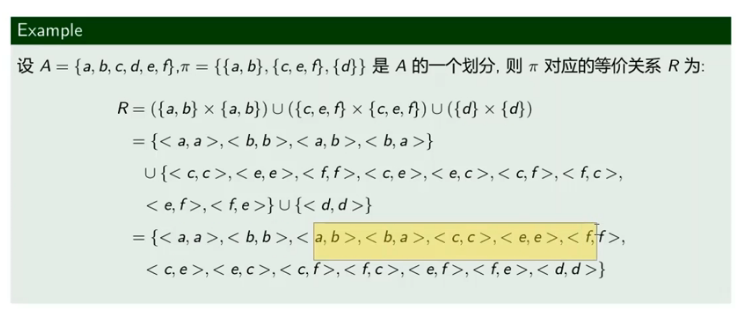 Example
设 A = {a, b, c, d, e, f},π = {{a, b}, {c, e, f}, {d}} 是 A 的一个划分, 则 π 对应的等价关系 R 为:
R = ({a, b} × {a, b}) ∪ ({c, e, f} × {c, e, f}) ∪ ({d} × {d})
= {< a, a >, < b, b >, < a, b >, < b, a >}
∪ {< c, c >, < e, e >, < f, f >, < c, e >, < e, c >, < c, f >, < f, c >,
< e, f >, < f, e >} ∪ {< d, d >}
= {< a, a >, < b, b >, < a, b >, < b, a >, < c, c >, < e, e >, < f, f >,
< c, e >, < e, c >, < c, f >, < f, c >, < e, f >, < f, e >, < d, d >}